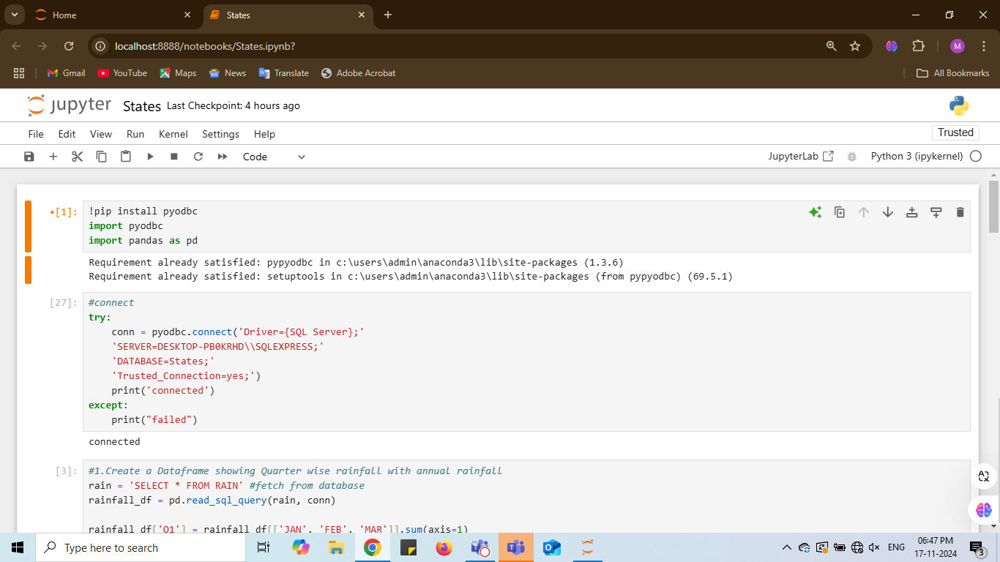 Home
States
localhost:8888/notebooks/States.ipynb?
M
Gmail
YouTube
Maps
News
Translate
Adobe Acrobat
All Bookmarks
jupyter States Last Checkpoint: 4 hours ago
File Edit View Run Kernel Settings Help
Trusted
Code
JupyterLab
Python 3 (ipykernel)
•[1]:
!pip install pyodbc
import pyodbc
import pandas as pd
Requirement already satisfied: pypyodbc in c:\users\admin\anaconda3\lib\site-packages (1.3.6)
Requirement already satisfied: setuptools in c:\users\admin\anaconda3\lib\site-packages (from pypyodbc) (69.5.1)
[27]:
#connect
try:
    conn = pyodbc.connect('Driver={SQL Server};'
    'SERVER=DESKTOP-PB0KRHD\\SQLEXPRESS;'
    'DATABASE=States;'
    'Trusted_Connection=yes;')
    print('connected')
except:
    print("failed")
connected
[3]:
#1.Create a Dataframe showing Quarter wise rainfall with annual rainfall
rain = 'SELECT * FROM RAIN' #fetch from database
rainfall_df = pd.read_sql_query(rain, conn)
rainfall_df['Q1'] = rainfall_df[['JAN', 'FEB', 'MAR']].sum(axis=1)
Type here to search
ENG
06:47 PM
17-11-2024
3